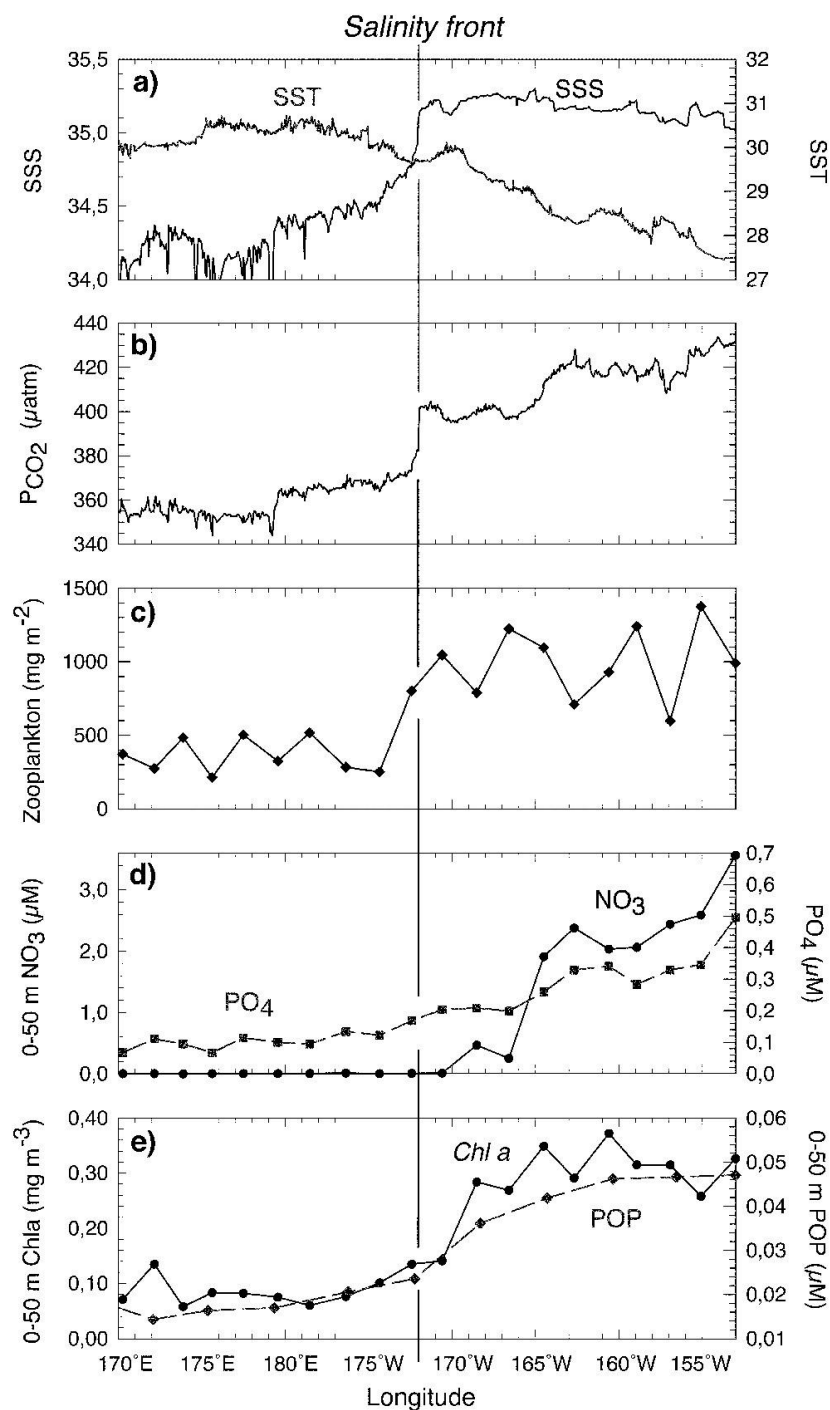 Salinity front
a)
SST
SSS
SSS
35.5
35.0
34.5
34.0
SST
32
31
30
29
28
27
b)
PCO2 (µatm)
440
420
400
380
360
340
c)
Zooplankton (mg m-2)
1500
1000
500
0
d)
NO3
PO4
0-50 m NO3 (µM)
3,0
2,0
1,0
0,0
PO4 (µM)
0,7
0,6
0,5
0,4
0,3
0,2
0,1
0,0
e)
Chl a
POP
0-50 m Chla (mg m-3)
0,40
0,30
0,20
0,10
0,00
0-50 m POP (µM)
0,06
0,05
0,04
0,03
0,02
0,01
170°E 175°E 180°E 175°W 170°W 165°W 160°W 155°W
Longitude